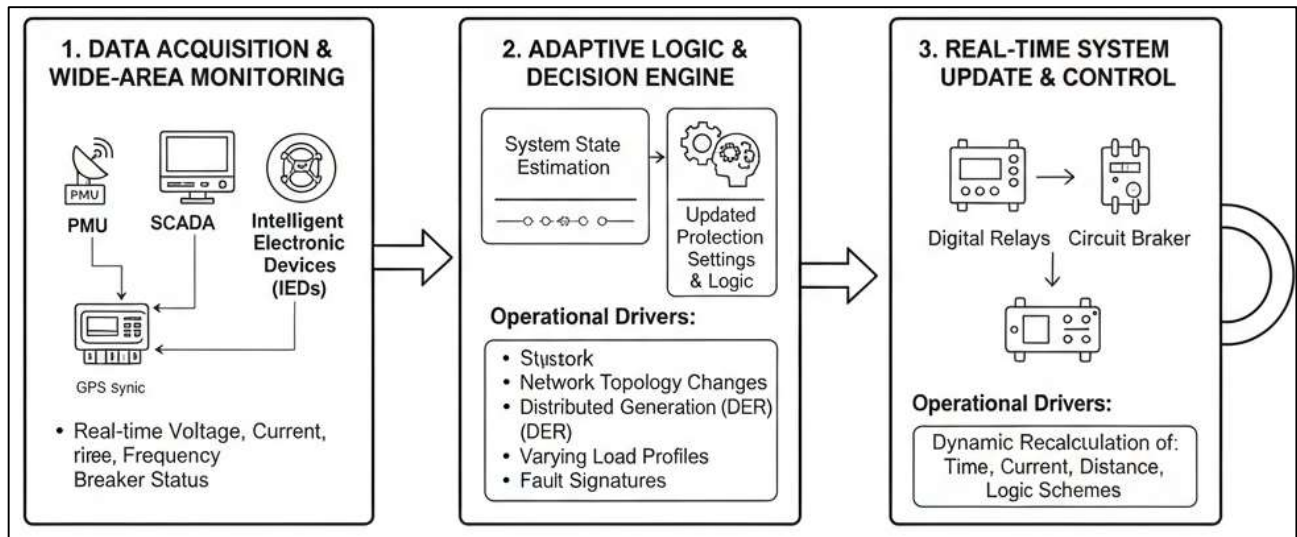 1. DATA ACQUISITION &
WIDE-AREA MONITORING
PMU
PMU
SCADA
Intelligent
Electronic
Devices
(IEDs)
GPS synic
• Real-time Voltage, Current,
riree, Frequency
Breaker Status
2. ADAPTIVE LOGIC &
DECISION ENGINE
System State
Estimation
Updated
Protection
Settings
& Logic
Operational Drivers:
• Network Topology Changes
• Distributed Generation (DER)
(DER)
• Varying Load Profiles
• Fault Signatures
3. REAL-TIME SYSTEM
UPDATE & CONTROL
Digital Relays
Circuit Braker
Operational Drivers:
Dynamic Recalculation of:
Time, Current, Distance,
Logic Schemes